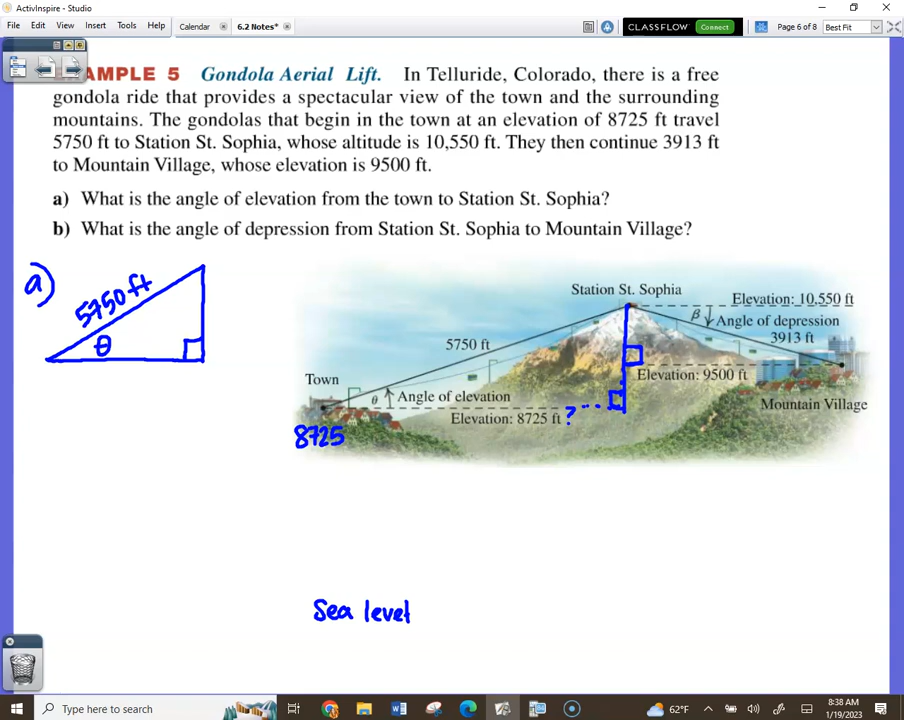 ActivInspire - Studio
File Edit View Insert Tools Help Calendar 6.2 Notes* CLASSFLOW Connect Page 6 of 8 Best Fit
AMPLE 5 Gondola Aerial Lift. In Telluride, Colorado, there is a free
gondola ride that provides a spectacular view of the town and the surrounding
mountains. The gondolas that begin in the town at an elevation of 8725 ft travel
5750 ft to Station St. Sophia, whose altitude is 10,550 ft. They then continue 3913 ft
to Mountain Village, whose elevation is 9500 ft.
a) What is the angle of elevation from the town to Station St. Sophia?
b) What is the angle of depression from Station St. Sophia to Mountain Village?
a)
5750 ft
θ
Station St. Sophia
Elevation: 10,550 ft
β Angle of depression
3913 ft
5750 ft
Elevation: 9500 ft
Town
θ Angle of elevation
Mountain Village
Elevation: 8725 ft ?
8725
Sea level
Type here to search
62°F
8:38 AM
1/19/2023